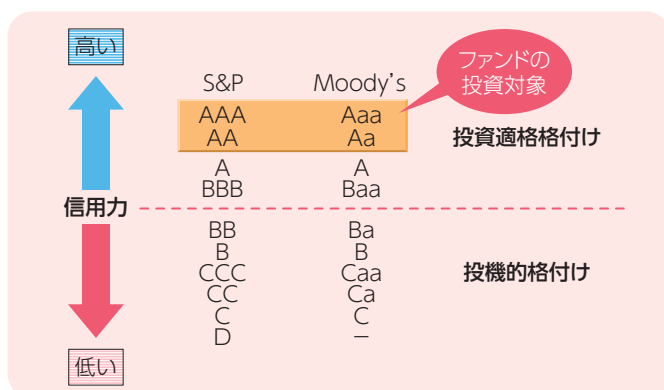 高い
ファンドの
投資対象
S&P Moody's
AAA Aaa
AA Aa
投資適格格付け
A A
BBB Baa
信用力
BB Ba
B B
CCC Caa
投機的格付け
CC Ca
C C
D −
低い